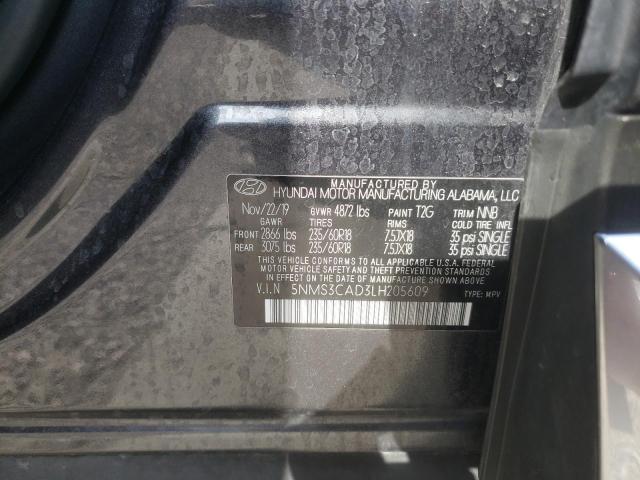 MANUFACTURED BY
HYUNDAI MOTOR MANUFACTURING ALABAMA, LLC
Nov/22/19 GVWR 4872 lbs PAINT T2G TRIM NNB
GAWR TIRES RIMS COLD TIRE INFL
FRONT 2866 lbs 235/60R18 7.5JX18 35 psi SINGLE
REAR 3075 lbs 235/60R18 7.5JX18 35 psi SINGLE
THIS VEHICLE CONFORMS TO ALL APPLICABLE FEDERAL
MOTOR VEHICLE SAFETY AND THEFT PREVENTION STANDARDS
IN EFFECT ON THE DATE OF MANUFACTURE SHOWN ABOVE.
V.I.N 5NMS3CAD3LH205609 TYPE: MPV